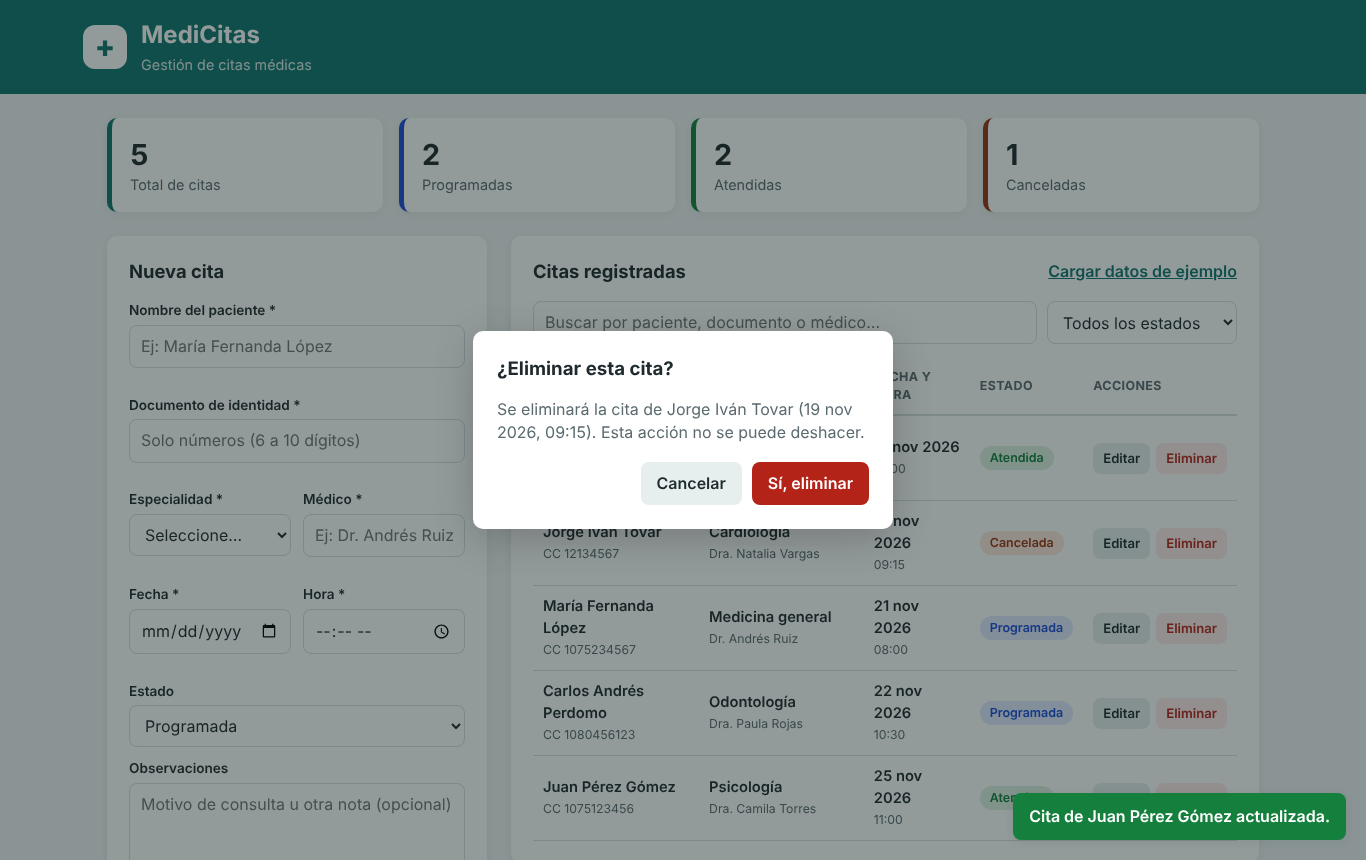 MediCitas
Gestión de citas médicas
5
Total de citas
2
Programadas
2
Atendidas
1
Canceladas
Nueva cita
Nombre del paciente *
Ej: María Fernanda López
Documento de identidad *
Solo números (6 a 10 dígitos)
Especialidad *
Médico *
Seleccione...
Ej: Dr. Andrés Ruiz
Fecha *
Hora *
mm/dd/yyyy
--:-- --
Estado
Programada
Observaciones
Motivo de consulta u otra nota (opcional)
Citas registradas
Cargar datos de ejemplo
Buscar por paciente, documento o médico...
Todos los estados
ESTADO
ACCIONES
¿Eliminar esta cita?
Se eliminará la cita de Jorge Iván Tovar (19 nov
2026, 09:15). Esta acción no se puede deshacer.
Cancelar
Sí, eliminar
nov 2026
Atendida
Editar
Eliminar
Jorge Iván Tovar
CC 12134567
Cardiología
Dra. Natalia Vargas
nov
2026
09:15
Cancelada
Editar
Eliminar
María Fernanda
López
CC 1075234567
Medicina general
Dr. Andrés Ruiz
21 nov
2026
08:00
Programada
Editar
Eliminar
Carlos Andrés
Perdomo
CC 1080456123
Odontología
Dra. Paula Rojas
22 nov
2026
10:30
Programada
Editar
Eliminar
Juan Pérez Gómez
CC 1075123456
Psicología
Dra. Camila Torres
25 nov
2026
11:00
Cita de Juan Pérez Gómez actualizada.